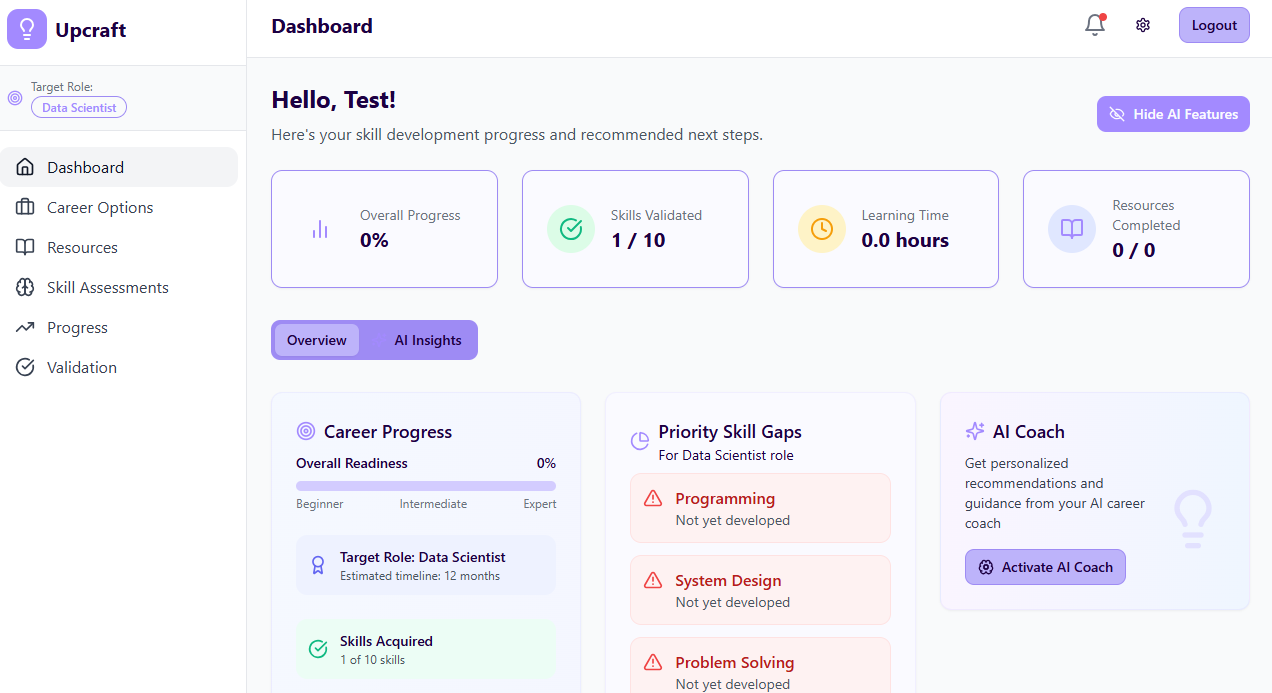 Upcraft
Target Role:
Data Scientist
Dashboard
Career Options
Resources
Skill Assessments
Progress
Validation
Dashboard
Logout
Hello, Test!
Here's your skill development progress and recommended next steps.
Hide AI Features
Overall Progress
0%
Skills Validated
1 / 10
Learning Time
0.0 hours
Resources
Completed
0 / 0
Overview
AI Insights
Career Progress
Overall Readiness 0%
Beginner Intermediate Expert
Target Role: Data Scientist
Estimated timeline: 12 months
Skills Acquired
1 of 10 skills
Priority Skill Gaps
For Data Scientist role
Programming
Not yet developed
System Design
Not yet developed
Problem Solving
Not yet developed
AI Coach
Get personalized
recommendations and
guidance from your AI career
coach
Activate AI Coach